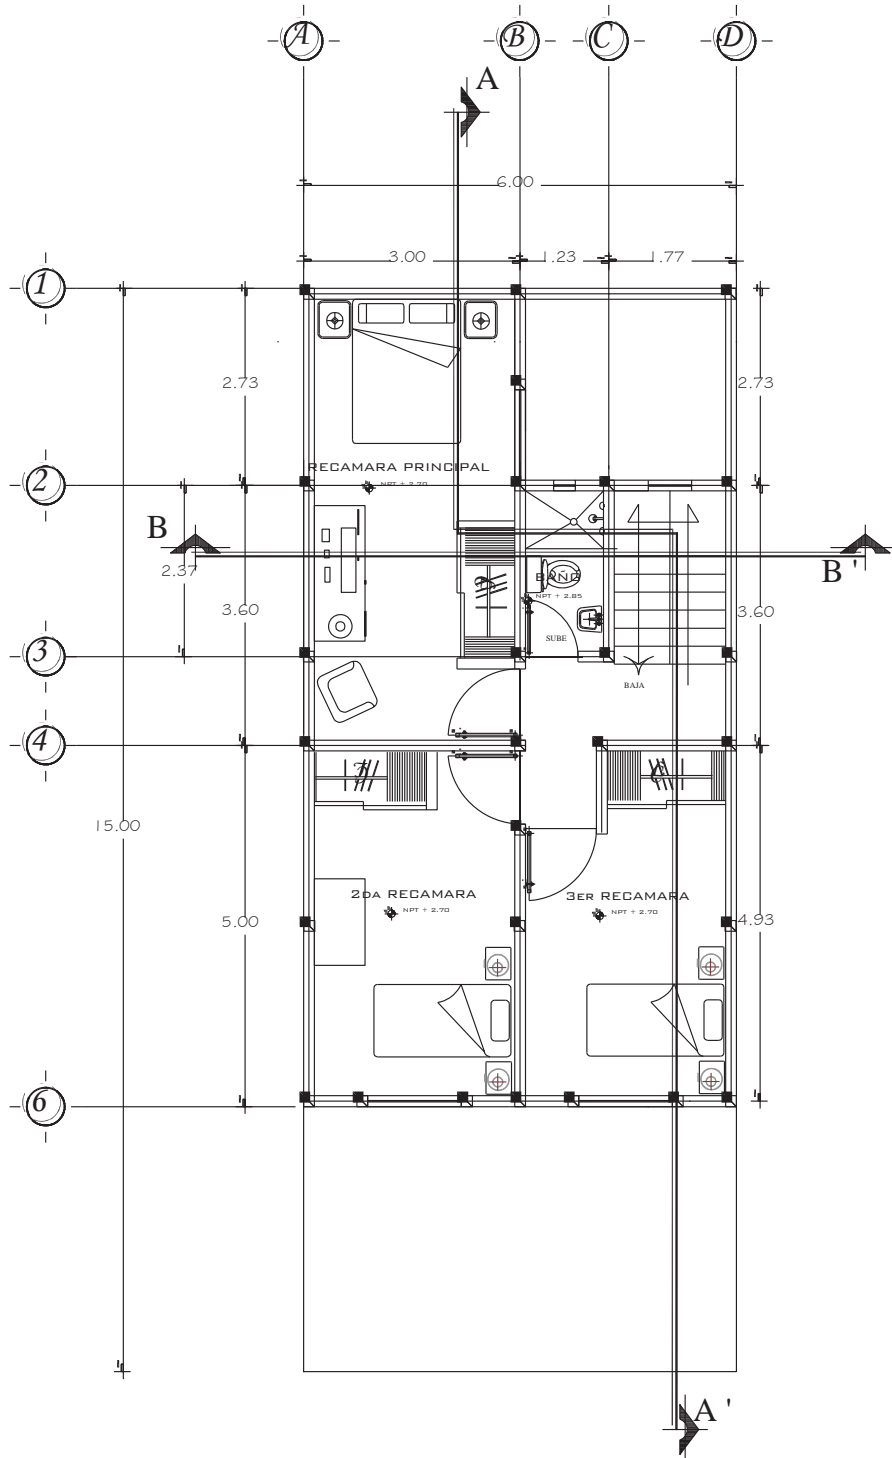 A B C D
A
6.00
3.00 1.23 1.77
1
2.73 2.73
RECAMARA PRINCIPAL
NPT + 2.70
2
B
B '
2.37
BAÑO
NPT + 2.85
3.60 3.60
SUBE
3
BAJA
4
15.00
2DA RECAMARA
NPT + 2.70
3ER RECAMARA
NPT + 2.70
5.00 4.93
6
A '